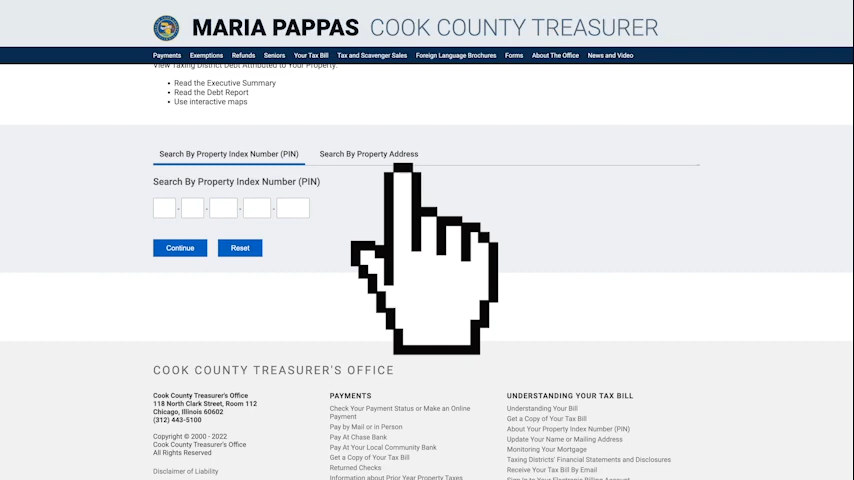 MARIA PAPPAS COOK COUNTY TREASURER
Payments Exemptions Refunds Seniors Your Tax Bill Tax and Scavenger Sales Foreign Language Brochures Forms About The Office News and Video
View Taxing District Debt Attributed to Your Property.
• Read the Executive Summary
• Read the Debt Report
• Use interactive maps
Search By Property Index Number (PIN) Search By Property Address
Search By Property Index Number (PIN)
- - - -
Continue Reset
COOK COUNTY TREASURER'S OFFICE
Cook County Treasurer's Office
118 North Clark Street, Room 112
Chicago, Illinois 60602
(312) 443-5100
Copyright © 2000 - 2022
Cook County Treasurer's Office
All Rights Reserved
Disclaimer of Liability
PAYMENTS
Check Your Payment Status or Make an Online
Payment
Pay by Mail or in Person
Pay At Chase Bank
Pay At Your Local Community Bank
Get a Copy of Your Tax Bill
Returned Checks
Information about Prior Year Property Taxes
UNDERSTANDING YOUR TAX BILL
Understanding Your Bill
Get a Copy of Your Tax Bill
About Your Property Index Number (PIN)
Update Your Name or Mailing Address
Monitoring Your Mortgage
Taxing Districts' Financial Statements and Disclosures
Receive Your Tax Bill By Email
Sign In to Your Electronic Billing Account